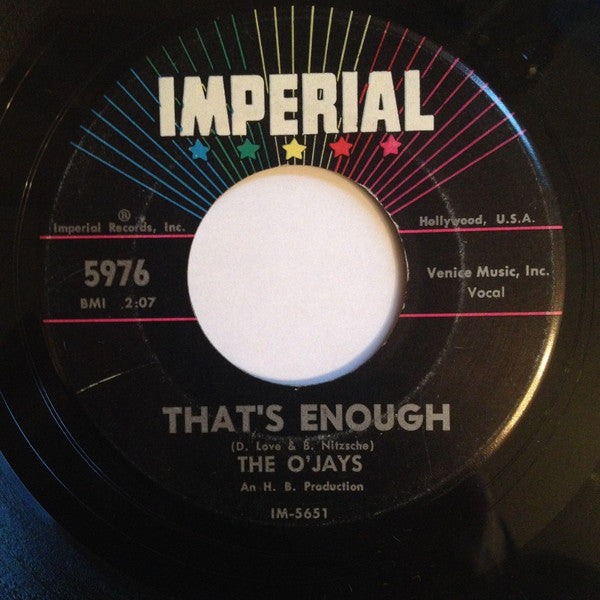 IMPERIAL
®
Imperial Records, Inc.
Hollywood, U.S.A.
5976
BMI 2:07
Venice Music, Inc.
Vocal
THAT'S ENOUGH
(D. Love & B. Nitzsche)
THE O'JAYS
An H. B. Production
IM-5651